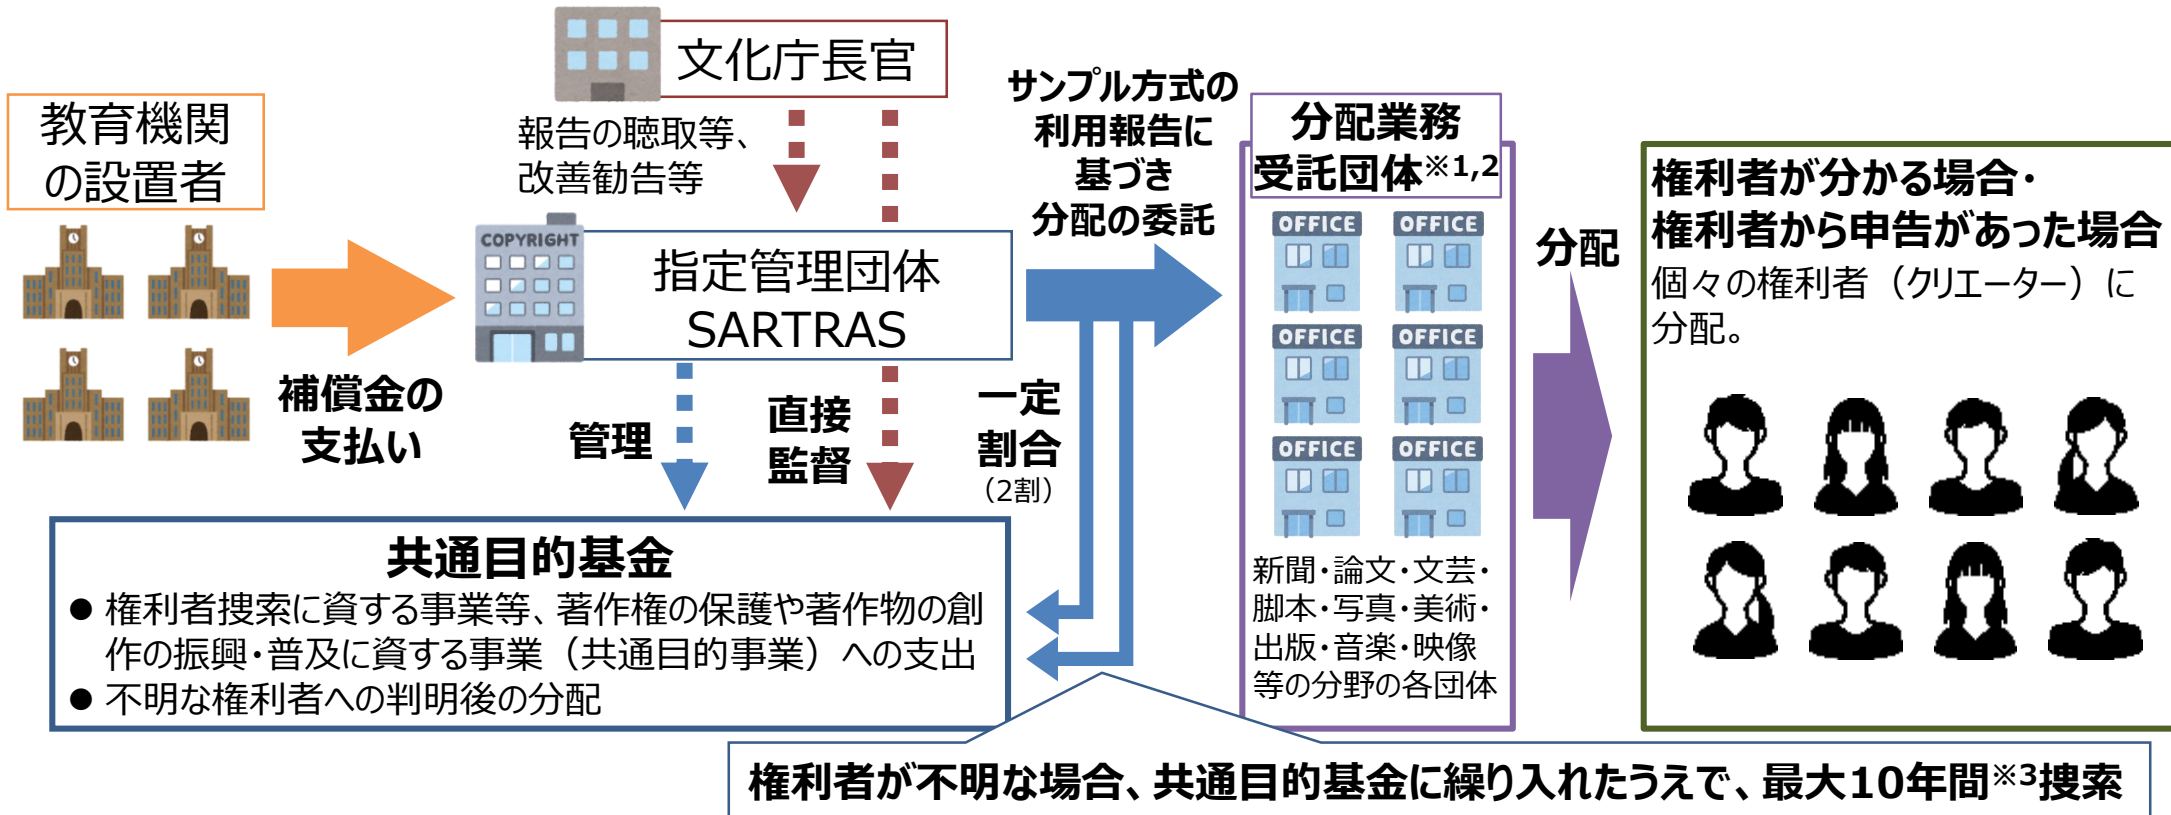 文化庁長官
教育機関
の設置者
報告の聴取等、
改善勧告等
COPYRIGHT
指定管理団体
SARTRAS
補償金の
支払い
管理
直接
監督
一定
割合
（2割）
サンプル方式の
利用報告に
基づき
分配の委託
分配業務
受託団体※1,2
OFFICE OFFICE
OFFICE OFFICE
OFFICE OFFICE
新聞・論文・文芸・
脚本・写真・美術・
出版・音楽・映像
等の分野の各団体
分配
権利者が分かる場合・
権利者から申告があった場合
個々の権利者（クリエーター）に
分配。
共通目的基金
● 権利者捜索に資する事業等、著作権の保護や著作物の創
作の振興・普及に資する事業（共通目的事業）への支出
● 不明な権利者への判明後の分配
権利者が不明な場合、共通目的基金に繰り入れたうえで、最大10年間※3捜索